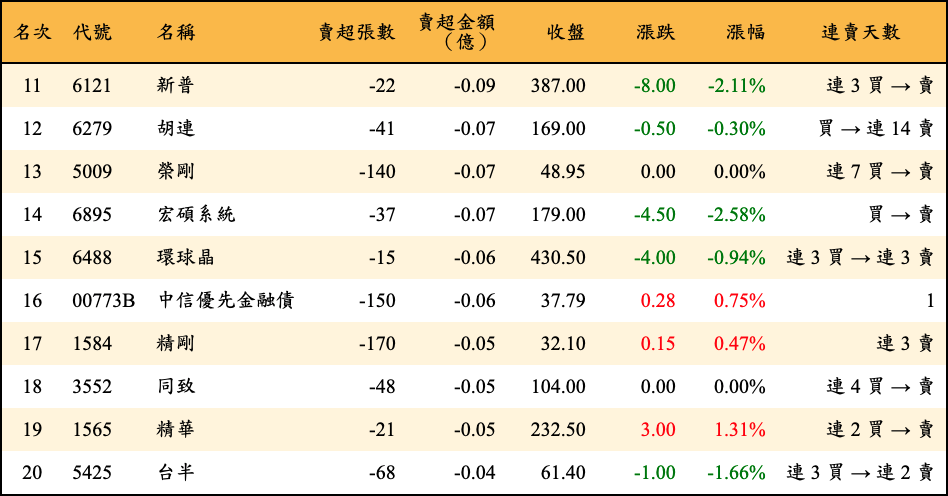 名次 代號 名稱 賣超張數 賣超金額（億） 收盤 漲跌 漲幅 連賣天數
11 6121 新普 -22 -0.09 387.00 -8.00 -2.11% 連 3 買 → 賣
12 6279 胡連 -41 -0.07 169.00 -0.50 -0.30% 買 → 連 14 賣
13 5009 榮剛 -140 -0.07 48.95 0.00 0.00% 連 7 買 → 賣
14 6895 宏碩系統 -37 -0.07 179.00 -4.50 -2.58% 買 → 賣
15 6488 環球晶 -15 -0.06 430.50 -4.00 -0.94% 連 3 買 → 連 3 賣
16 00773B 中信優先金融債 -150 -0.06 37.79 0.28 0.75% 1
17 1584 精剛 -170 -0.05 32.10 0.15 0.47% 連 3 賣
18 3552 同致 -48 -0.05 104.00 0.00 0.00% 連 4 買 → 賣
19 1565 精華 -21 -0.05 232.50 3.00 1.31% 連 2 買 → 賣
20 5425 台半 -68 -0.04 61.40 -1.00 -1.66% 連 3 買 → 連 2 賣